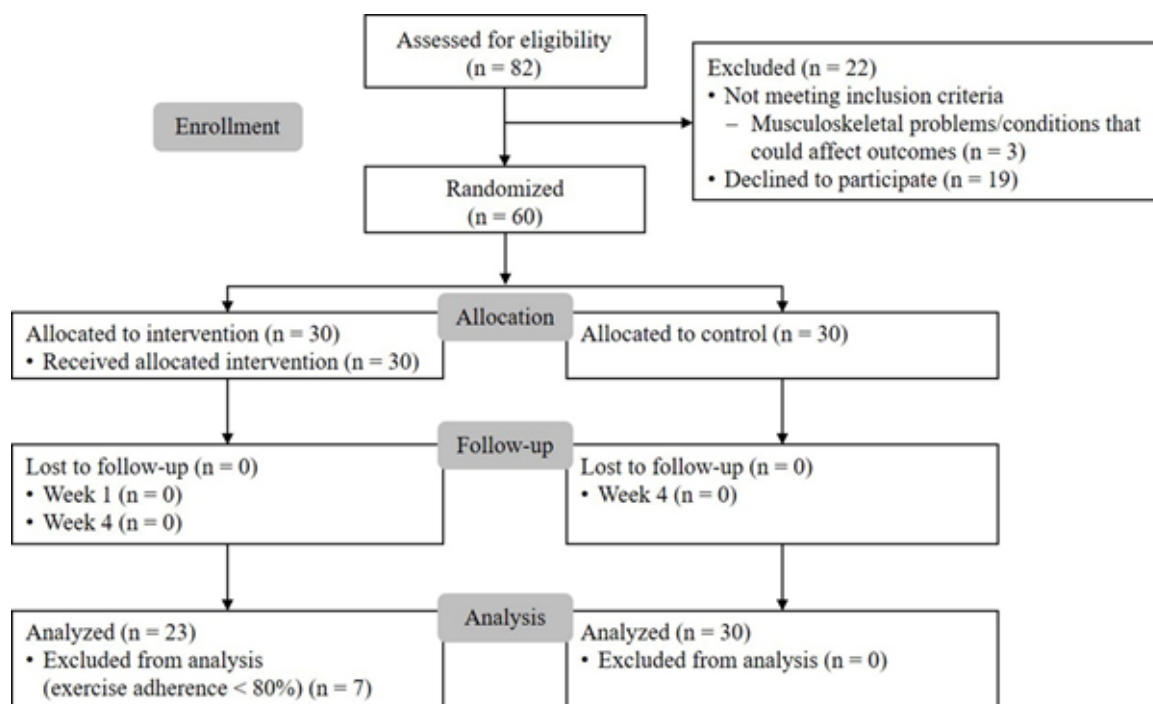 Assessed for eligibility
(n = 82)
Excluded (n = 22)
• Not meeting inclusion criteria
– Musculoskeletal problems/conditions that
could affect outcomes (n = 3)
• Declined to participate (n = 19)
Enrollment
Randomized
(n = 60)
Allocation
Allocated to intervention (n = 30)
• Received allocated intervention (n = 30)
Allocated to control (n = 30)
Follow-up
Lost to follow-up (n = 0)
• Week 1 (n = 0)
• Week 4 (n = 0)
Lost to follow-up (n = 0)
• Week 4 (n = 0)
Analysis
Analyzed (n = 23)
• Excluded from analysis
(exercise adherence < 80%) (n = 7)
Analyzed (n = 30)
• Excluded from analysis (n = 0)